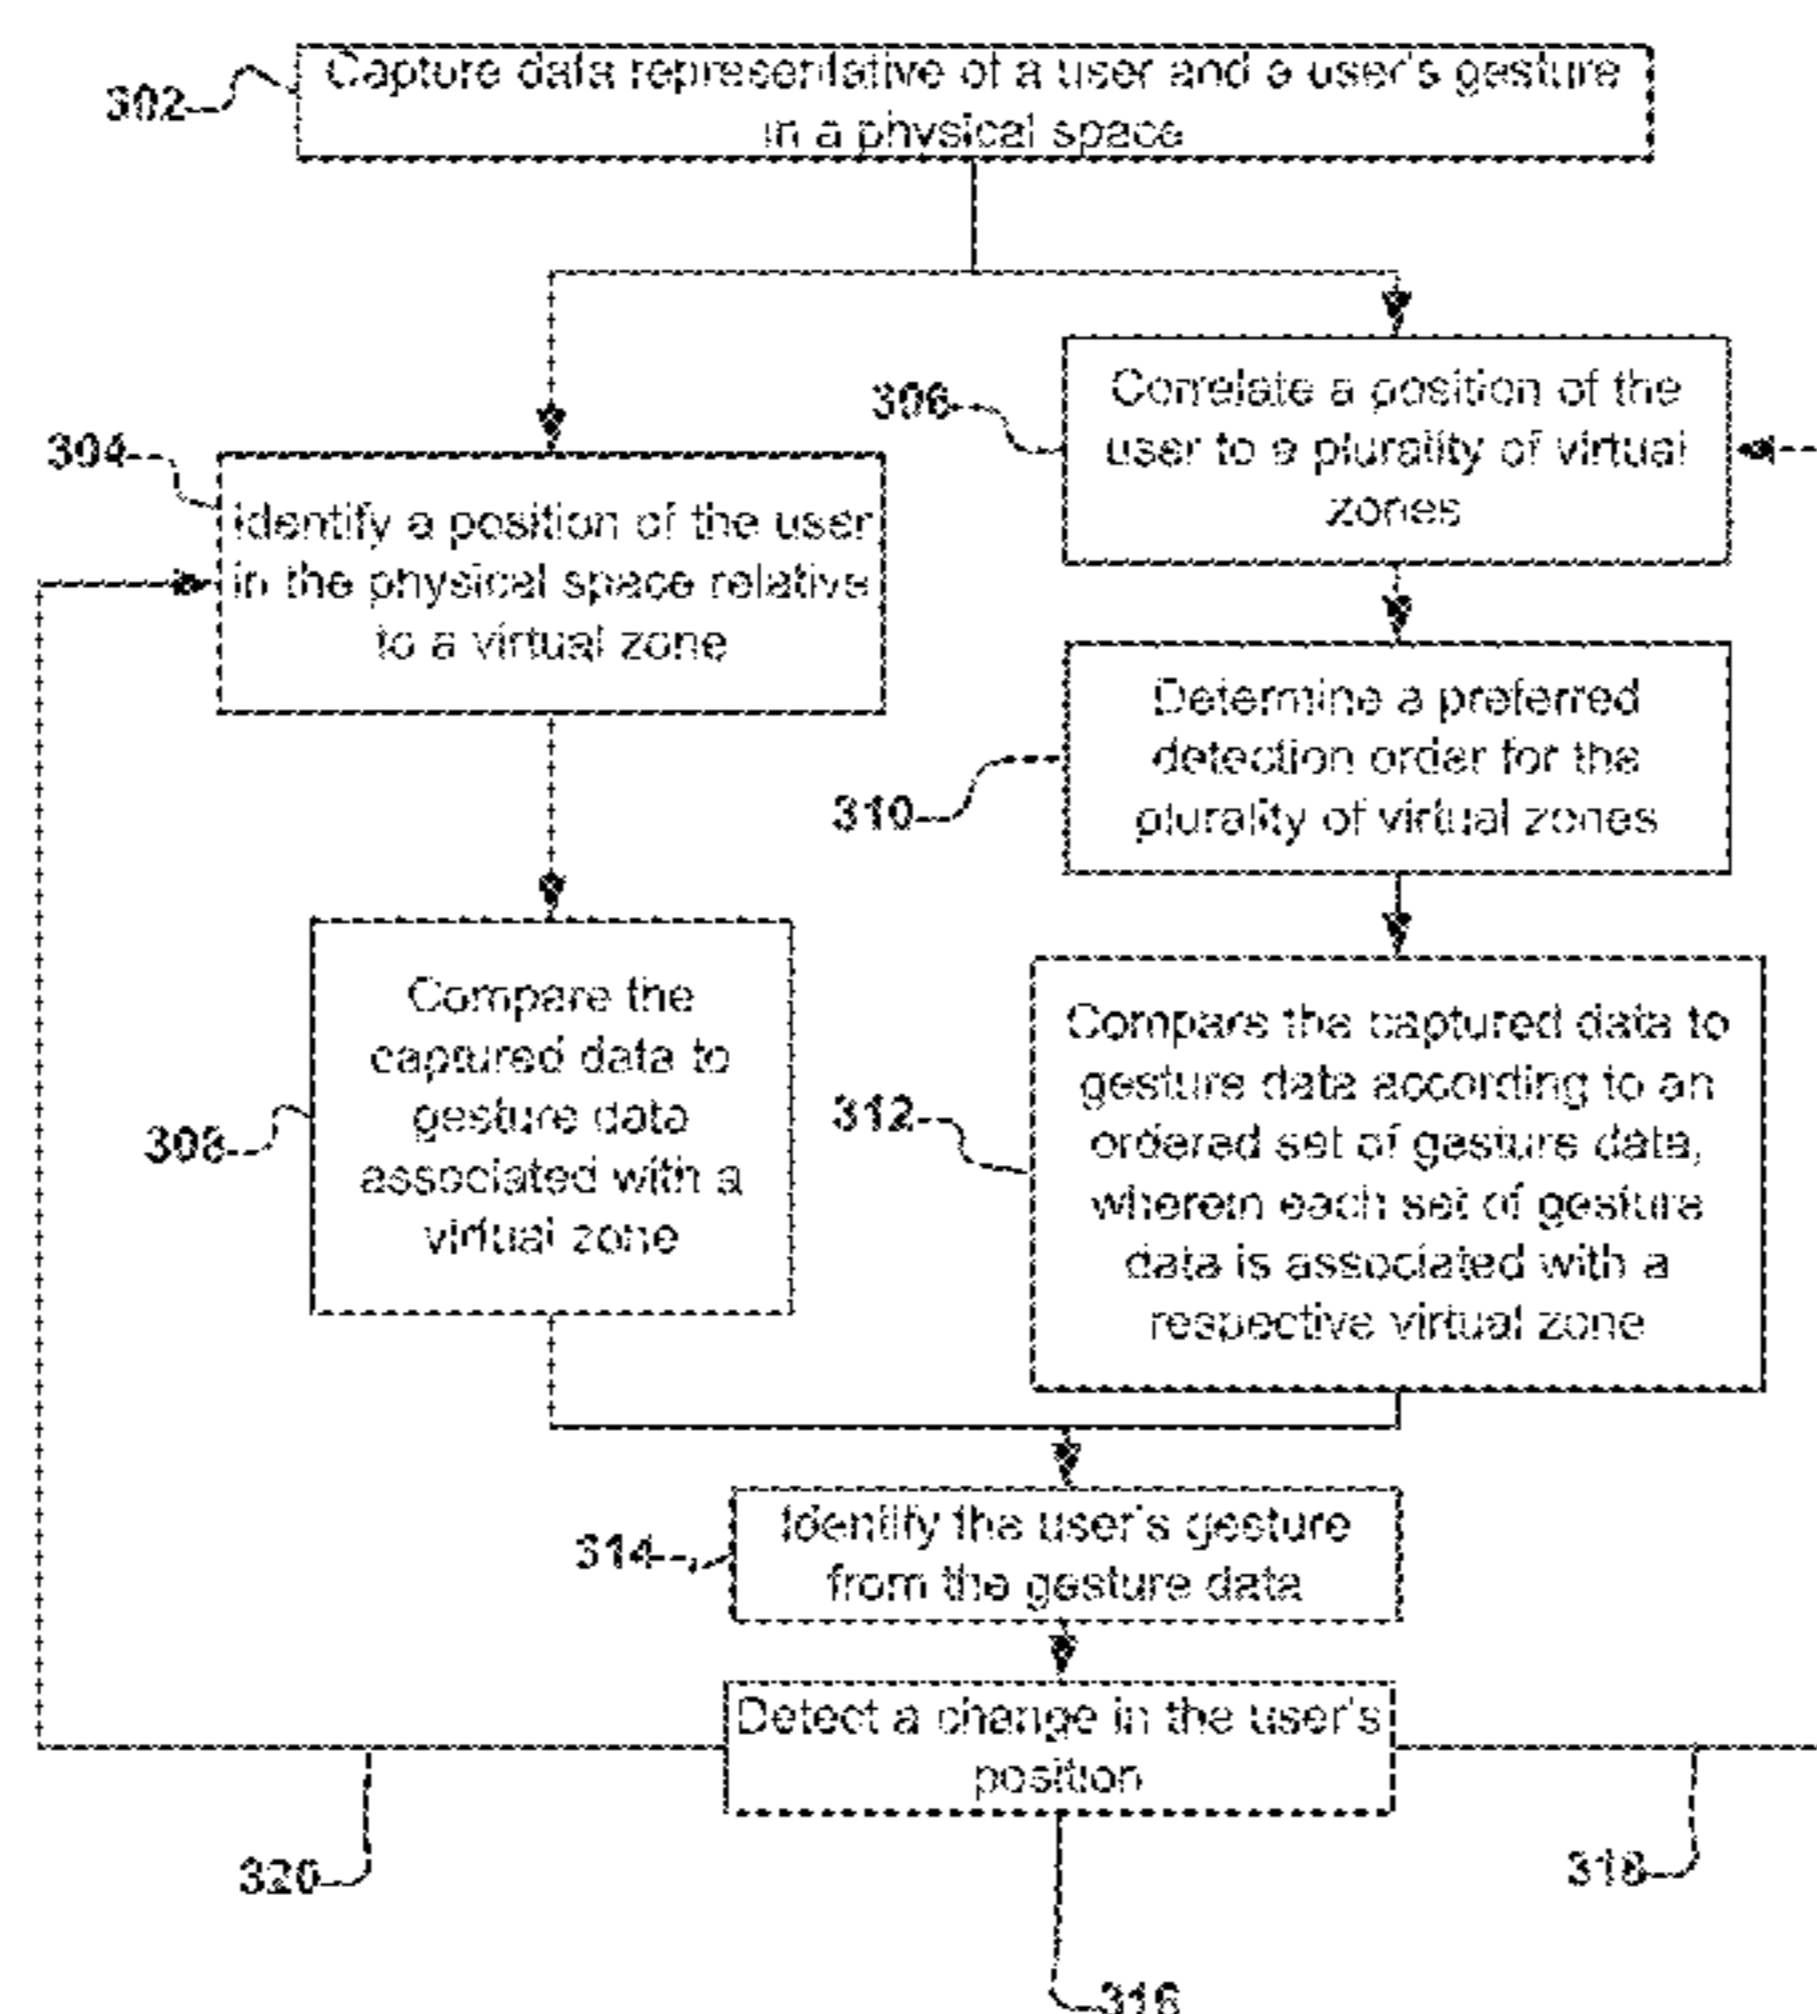 302
Capture data representative of a user and a user's gesture
in a physical space
306
Correlate a position of the
user to a plurality of virtual
zones
304
Identify a position of the user
in the physical space relative
to a virtual zone
310
Determine a preferred
detection order for the
plurality of virtual zones
308
Compare the
captured data to
gesture data
associated with a
virtual zone
312
Compare the captured data to
gesture data according to an
ordered set of gesture data,
wherein each set of gesture
data is associated with a
respective virtual zone
314
Identify the user's gesture
from the gesture data
Detect a change in the user's
position
320
318
316